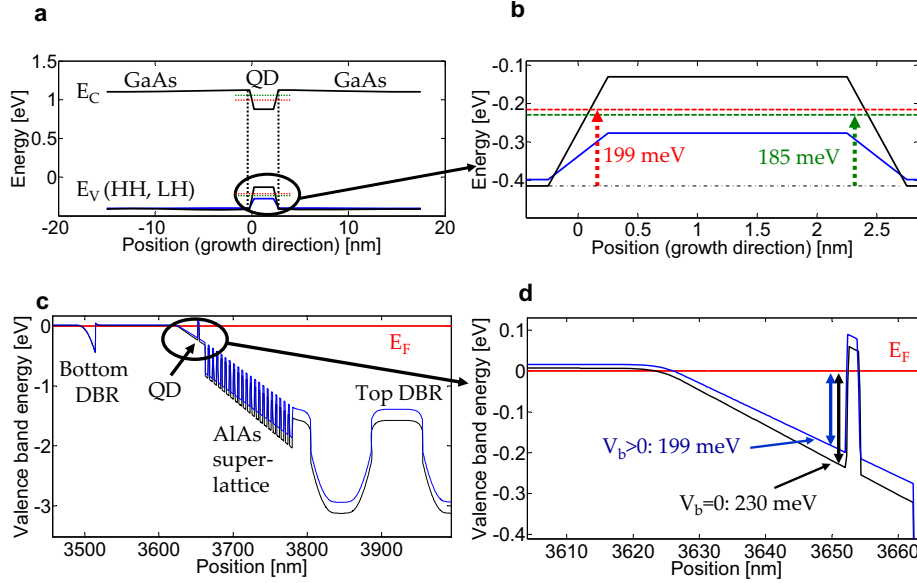 a
1.5
1
0.5
0
Energy [eV]
GaAs
QD
GaAs
E_C
E_V (HH, LH)
-20
-10
0
10
20
Position (growth direction) [nm]
b
-0.1
-0.2
-0.3
-0.4
Energy [eV]
199 meV
185 meV
0
0.5
1
1.5
2
2.5
Position (growth direction) [nm]
c
0
-1
-2
-3
Valence band energy [eV]
E_F
Bottom
DBR
QD
Top DBR
AlAs
super-
lattice
3500
3600
3700
3800
3900
Position [nm]
d
0.1
0
-0.1
-0.2
-0.3
-0.4
Valence band energy [eV]
E_F
V_b>0: 199 meV
V_b=0: 230 meV
3610
3620
3630
3640
3650
3660
Position [nm]